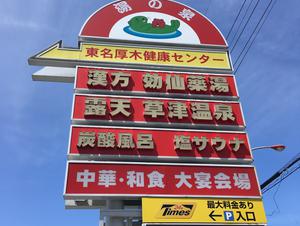 湯の泉
東名厚木健康センター
漢方 効仙薬湯
露天 草津温泉
炭酸風呂 塩サウナ
中華・和食 大宴会場
Times
最大料金あり
← P 入口